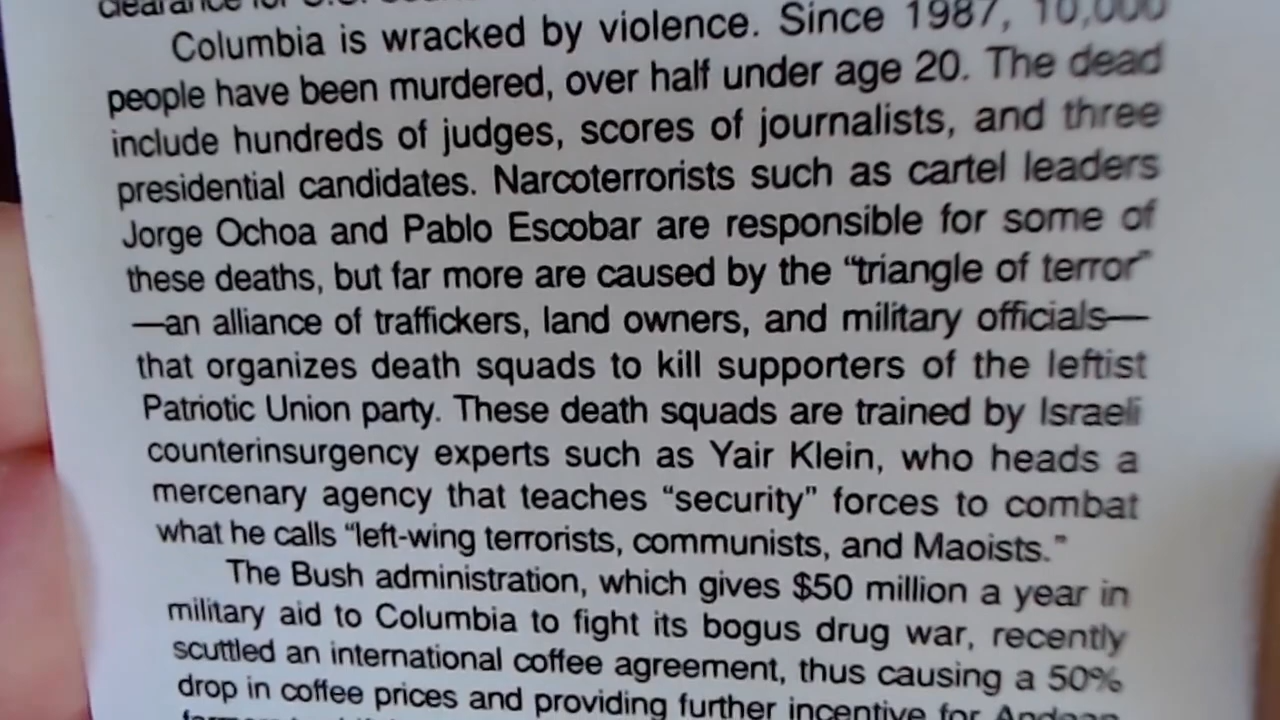 clearance for U.S.
Columbia is wracked by violence. Since 1987, 10,000
people have been murdered, over half under age 20. The dead
include hundreds of judges, scores of journalists, and three
presidential candidates. Narcoterrorists such as cartel leaders
Jorge Ochoa and Pablo Escobar are responsible for some of
these deaths, but far more are caused by the “triangle of terror”
—an alliance of traffickers, land owners, and military officials—
that organizes death squads to kill supporters of the leftist
Patriotic Union party. These death squads are trained by Israeli
counterinsurgency experts such as Yair Klein, who heads a
mercenary agency that teaches “security” forces to combat
what he calls “left-wing terrorists, communists, and Maoists.”
The Bush administration, which gives $50 million a year in
military aid to Columbia to fight its bogus drug war, recently
scuttled an international coffee agreement, thus causing a 50%
drop in coffee prices and providing further incentive for Andean